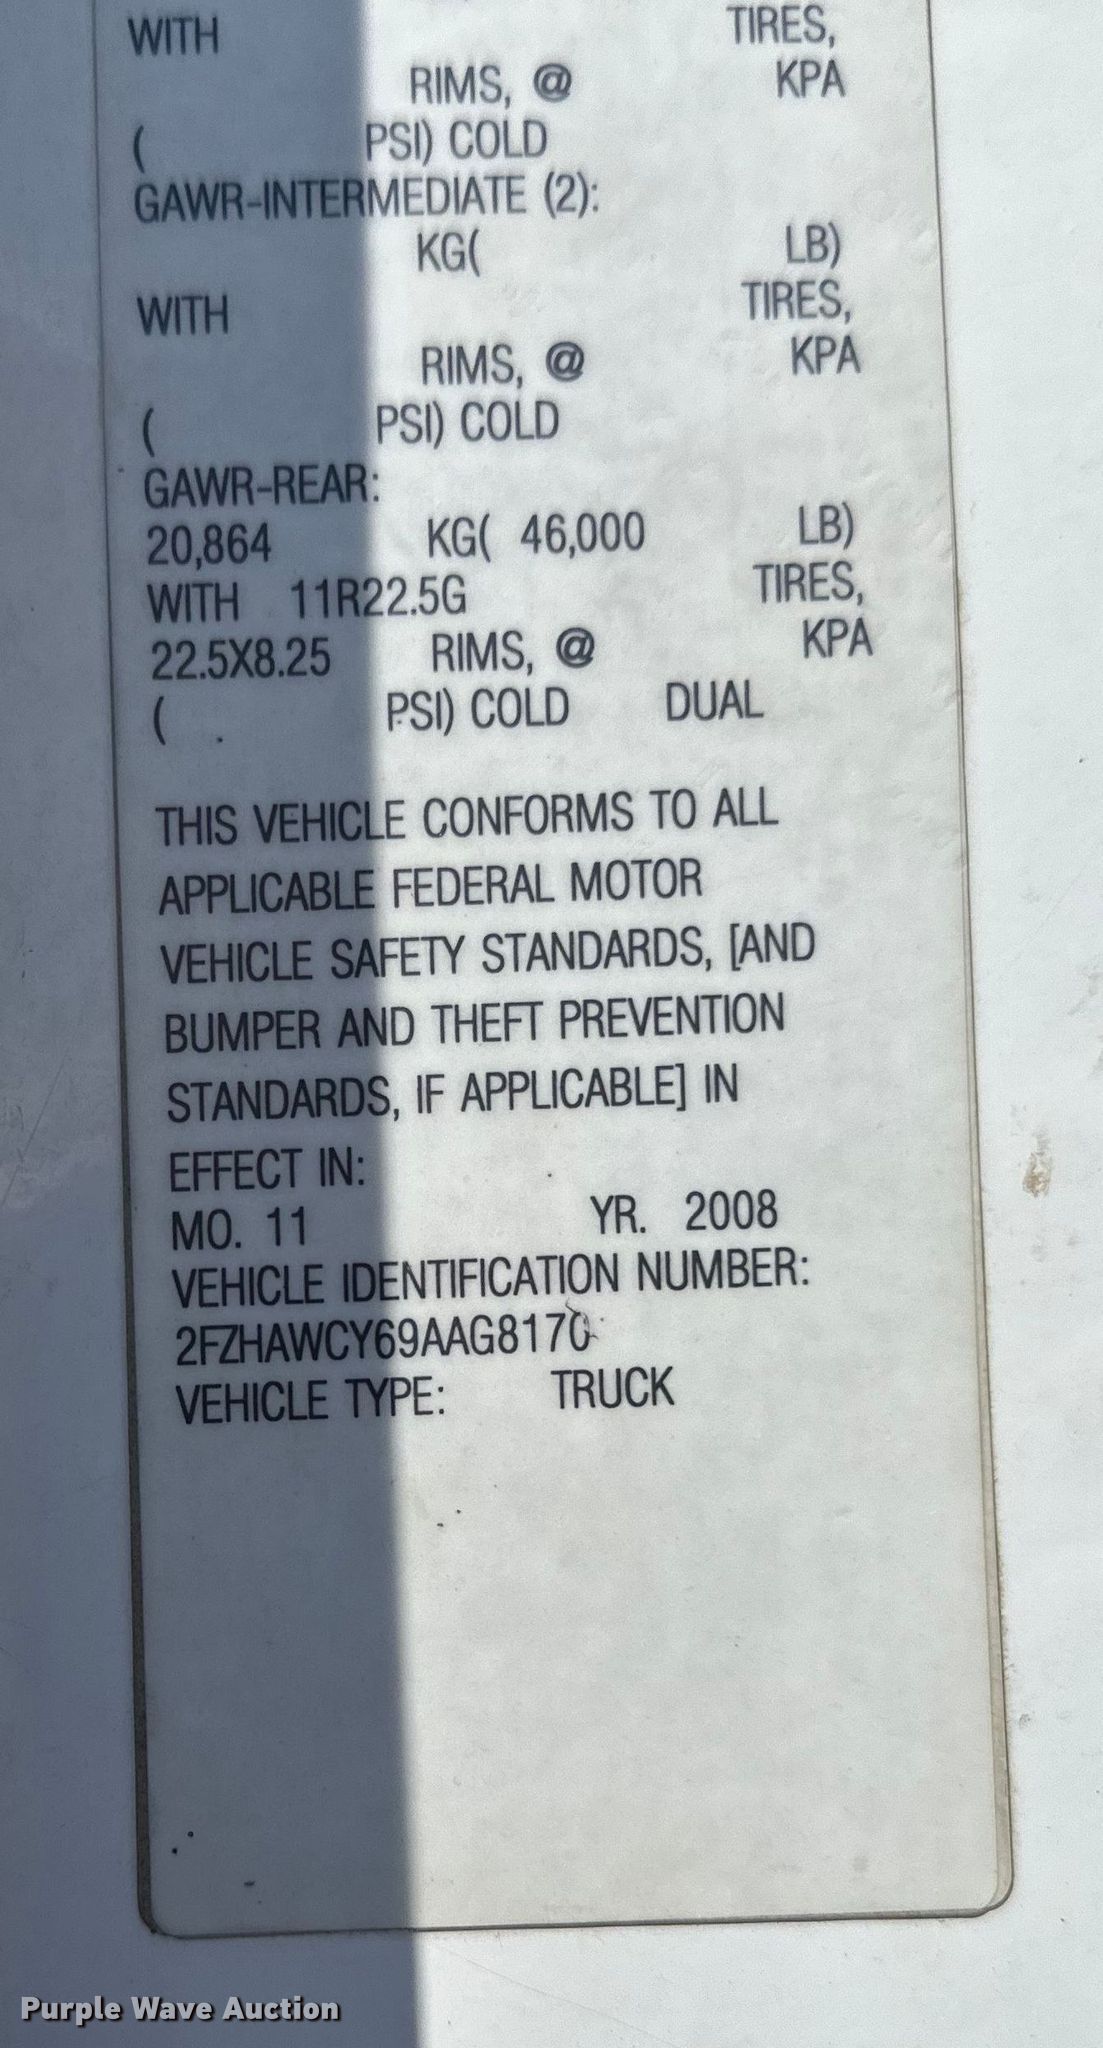 WITH TIRES,
RIMS, @ KPA
( PSI) COLD
GAWR-INTERMEDIATE (2):
KG( LB)
WITH TIRES,
RIMS, @ KPA
( PSI) COLD
GAWR-REAR:
20,864 KG( 46,000 LB)
WITH 11R22.5G TIRES,
22.5X8.25 RIMS, @ KPA
( PSI) COLD DUAL
THIS VEHICLE CONFORMS TO ALL
APPLICABLE FEDERAL MOTOR
VEHICLE SAFETY STANDARDS, [AND
BUMPER AND THEFT PREVENTION
STANDARDS, IF APPLICABLE] IN
EFFECT IN:
MO. 11 YR. 2008
VEHICLE IDENTIFICATION NUMBER:
2FZHAWCY69AAG8170
VEHICLE TYPE: TRUCK
Purple Wave Auction